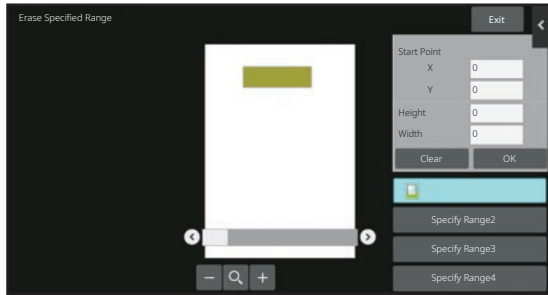 Erase Specified Range
Exit
Start Point
X 0
Y 0
Height 0
Width 0
Clear OK
Specify Range2
Specify Range3
Specify Range4